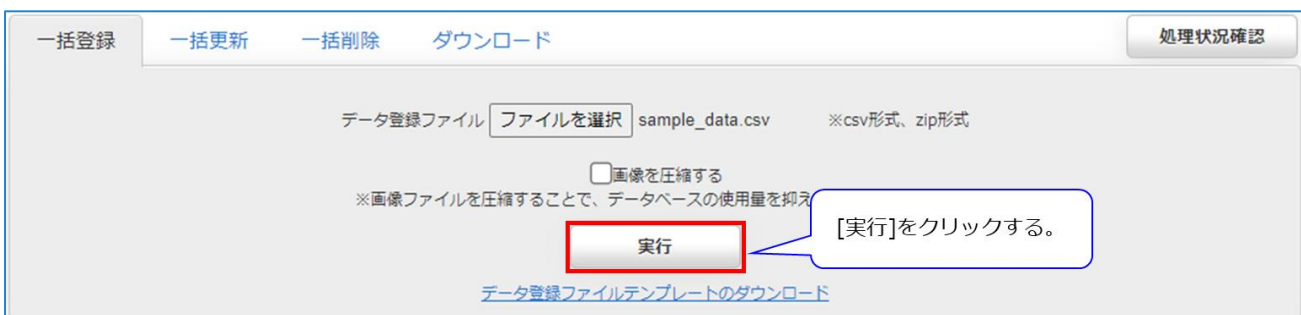 一括登録 一括更新 一括削除 ダウンロード 処理状況確認
データ登録ファイル ファイルを選択 sample_data.csv ※csv形式、zip形式
画像を圧縮する
※画像ファイルを圧縮することで、データベースの使用量を抑え
[実行]をクリックする。
実行
データ登録ファイルテンプレートのダウンロード